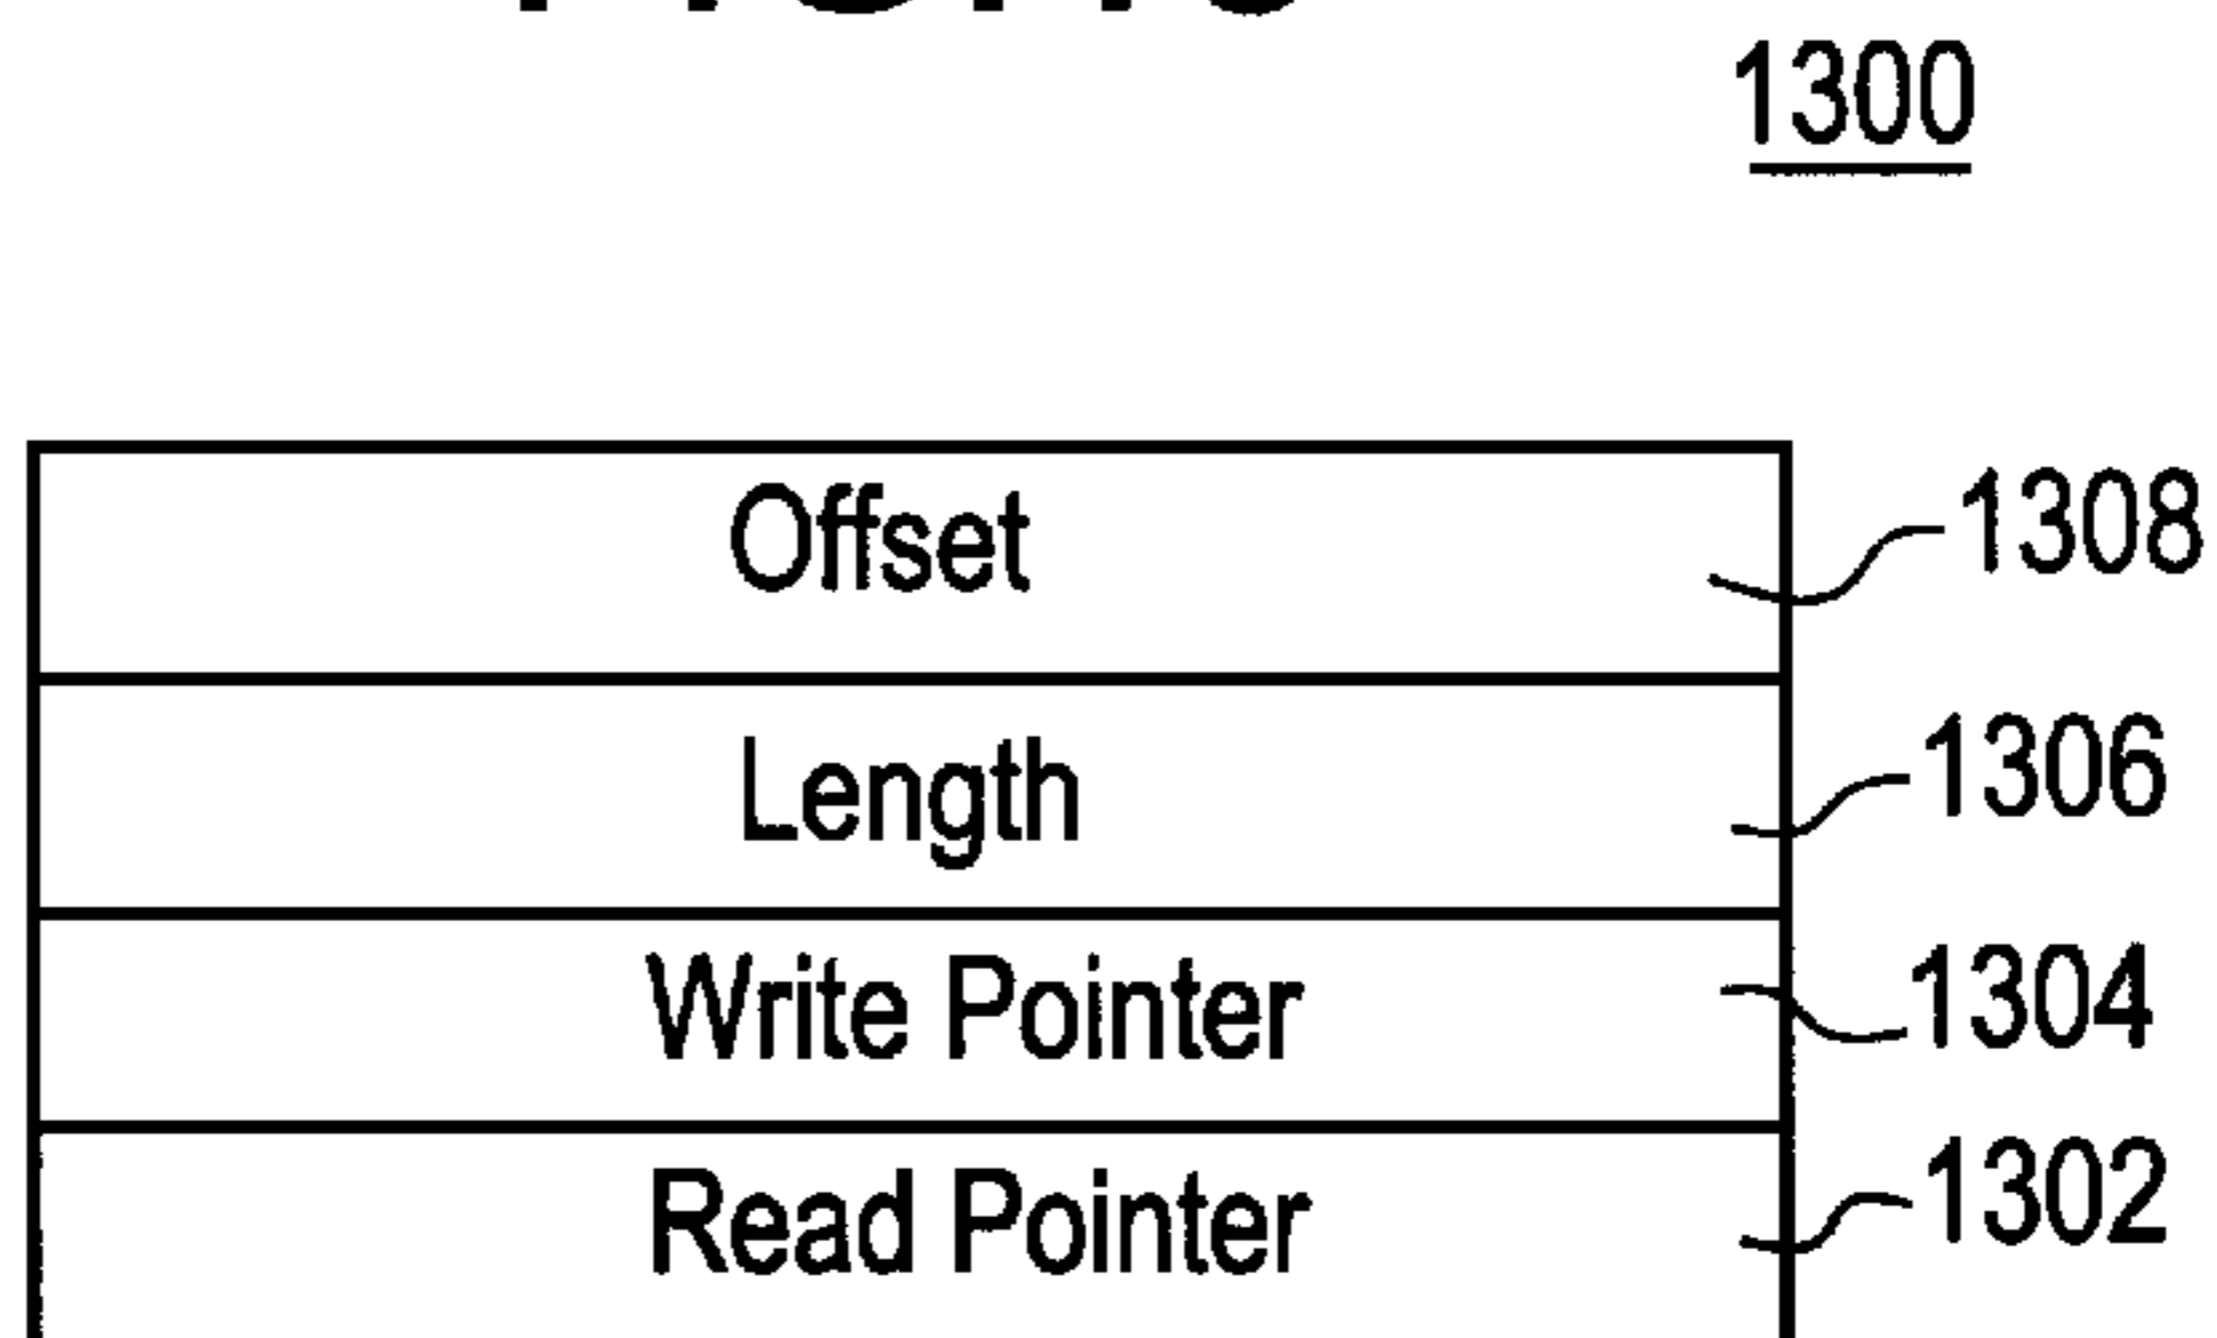 1300
Offset 1308
Length 1306
Write Pointer 1304
Read Pointer 1302